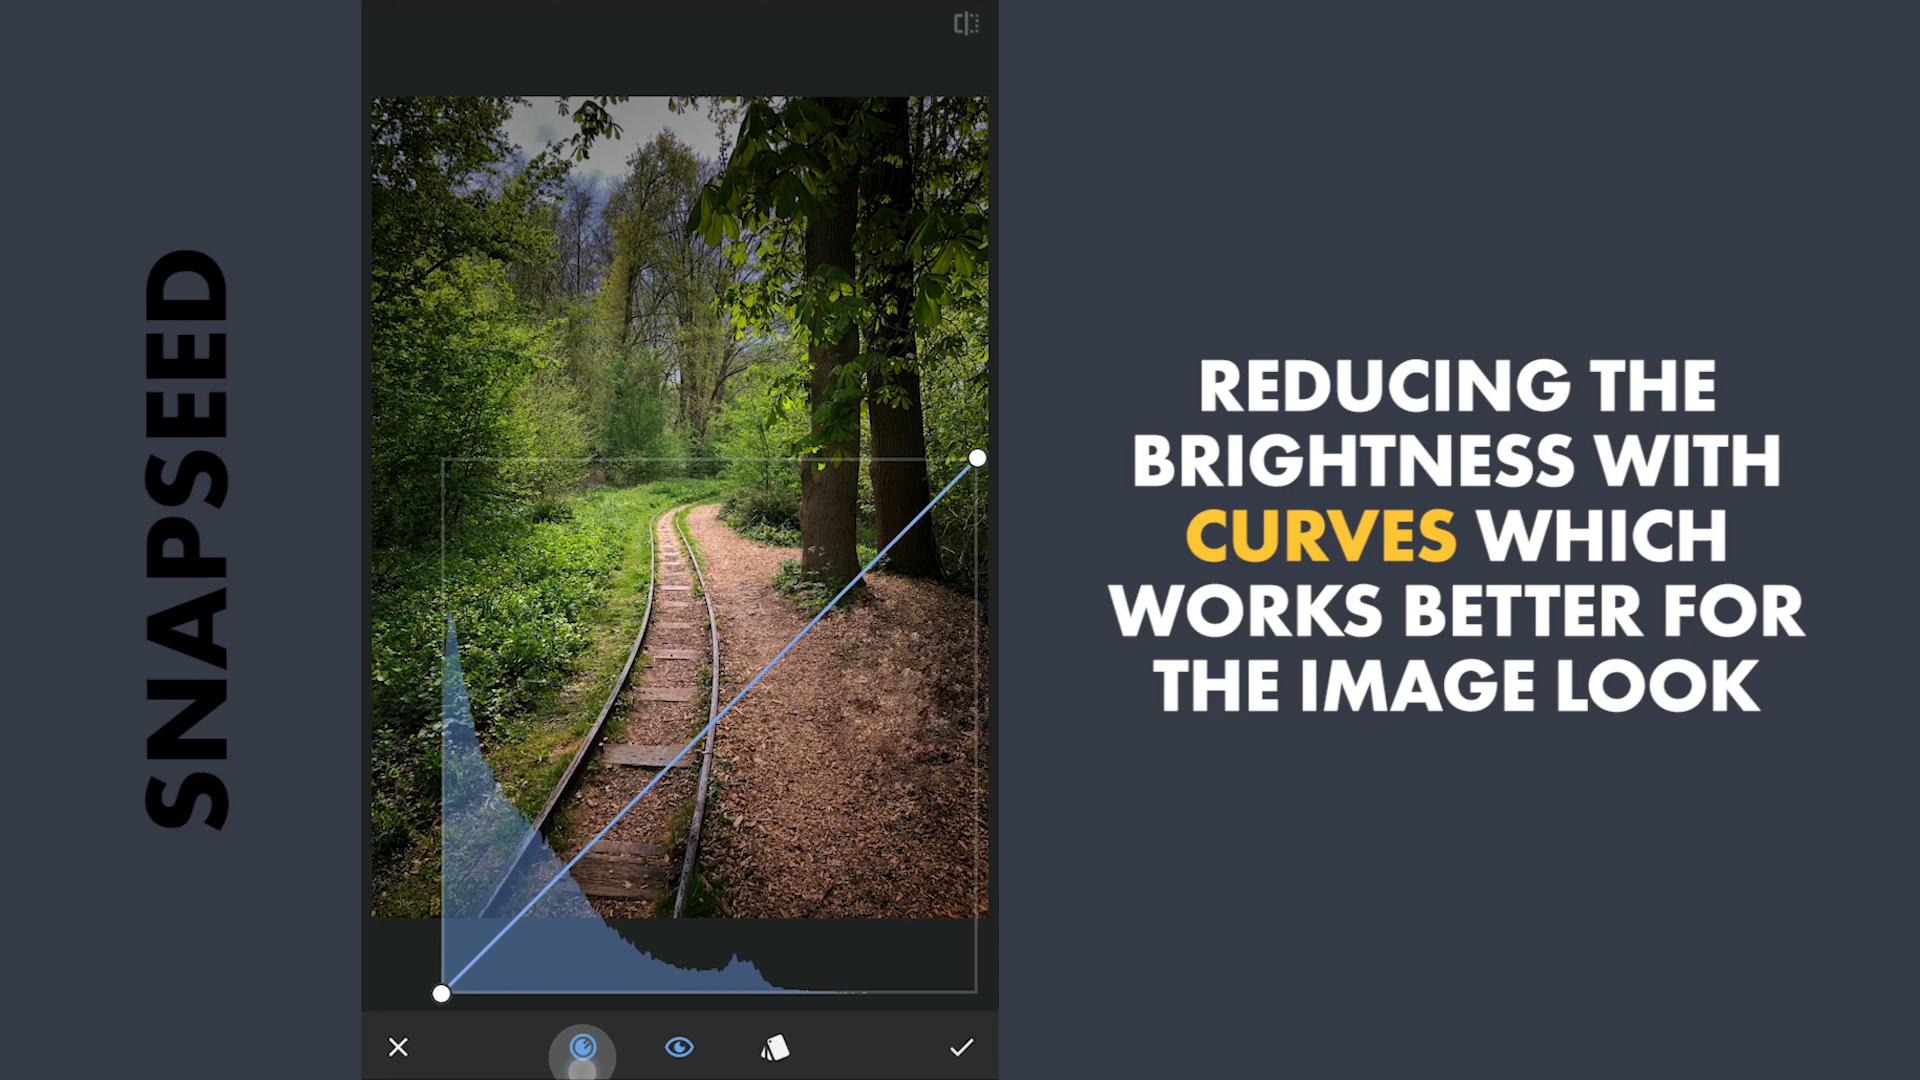 SNAPSEED
REDUCING THE
BRIGHTNESS WITH
CURVES WHICH
WORKS BETTER FOR
THE IMAGE LOOK